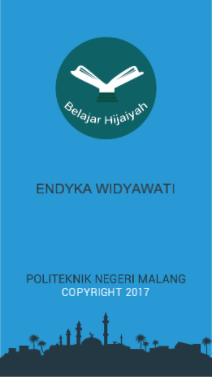 Belajar Hijaiyah
ENDYKA WIDYAWATI
POLITEKNIK NEGERI MALANG
COPYRIGHT 2017